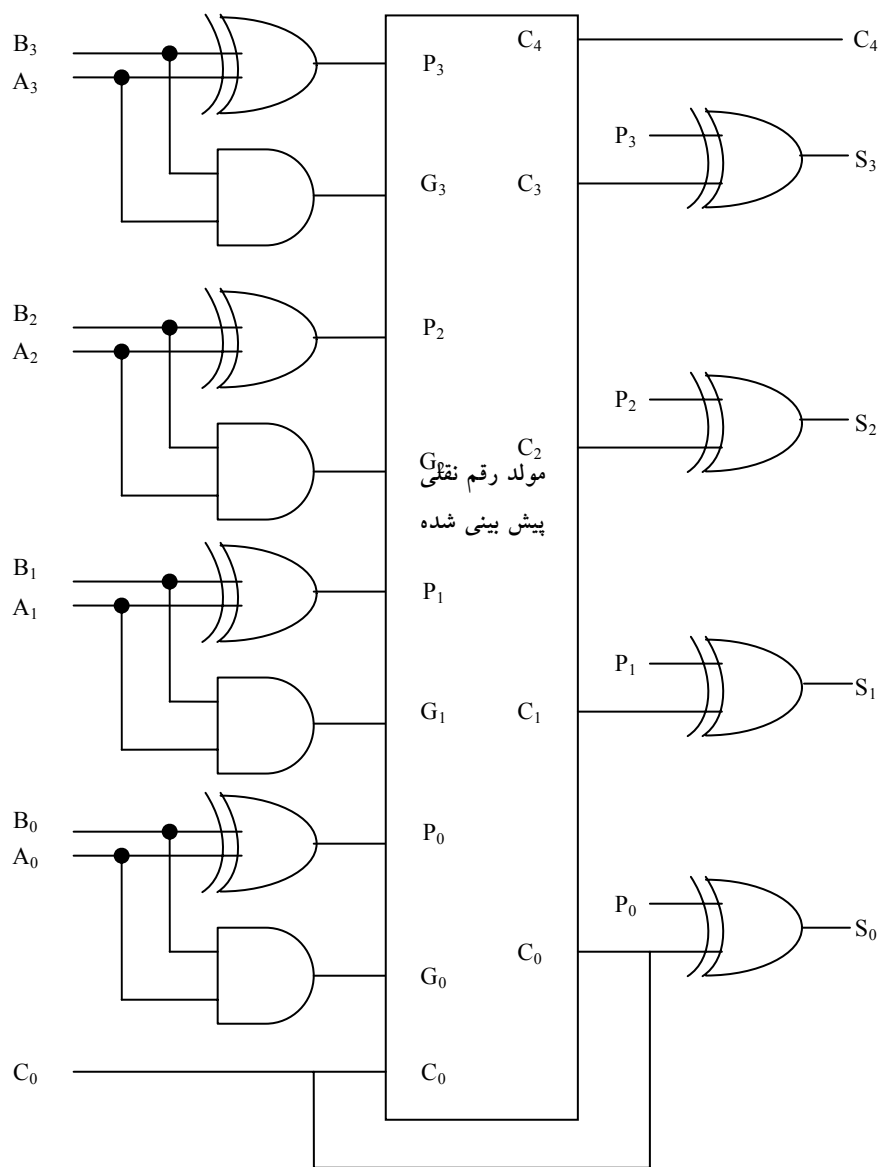 B₃
A₃
P₃
G₃
C₄
C₄
P₃
C₃
S₃
B₂
A₂
P₂
G₂
P₂
C₂
S₂
مولد رقم نقلی
پیش بینی شده
B₁
A₁
P₁
G₁
P₁
C₁
S₁
B₀
A₀
P₀
G₀
P₀
C₀
S₀
C₀
C₀